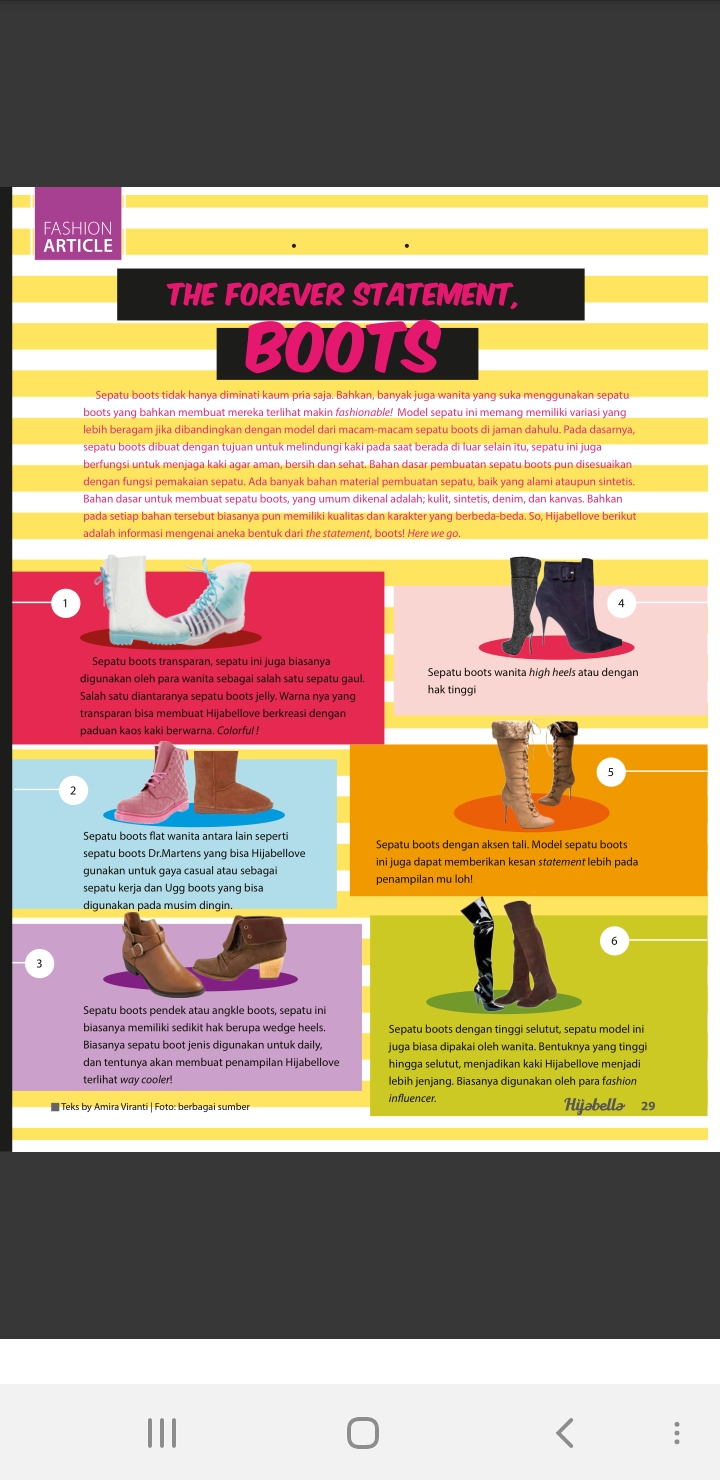 FASHION
ARTICLE
THE FOREVER STATEMENT,
BOOTS
Sepatu boots tidak hanya diminati kaum pria saja. Bahkan, banyak juga wanita yang suka menggunakan sepatu
boots yang bahkan membuat mereka terlihat makin fashionable! Model sepatu ini memang memiliki variasi yang
lebih beragam jika dibandingkan dengan model dari macam-macam sepatu boots di jaman dahulu. Pada dasarnya,
sepatu boots dibuat dengan tujuan untuk melindungi kaki pada saat berada di luar selain itu, sepatu ini juga
berfungsi untuk menjaga kaki agar aman, bersih dan sehat. Bahan dasar pembuatan sepatu boots pun disesuaikan
dengan fungsi pemakaian sepatu. Ada banyak bahan material pembuatan sepatu, baik yang alami ataupun sintetis.
Bahan dasar untuk membuat sepatu boots, yang umum dikenal adalah; kulit, sintetis, denim, dan kanvas. Bahkan
pada setiap bahan tersebut biasanya pun memiliki kualitas dan karakter yang berbeda-beda. So, Hijabellove berikut
adalah informasi mengenai aneka bentuk dari the statement, boots! Here we go.
1
Sepatu boots transparan, sepatu ini juga biasanya
digunakan oleh para wanita sebagai salah satu sepatu gaul.
Salah satu diantaranya sepatu boots jelly. Warna nya yang
transparan bisa membuat Hijabellove berkreasi dengan
paduan kaos kaki berwarna. Colorful !
2
Sepatu boots flat wanita antara lain seperti
sepatu boots Dr.Martens yang bisa Hijabellove
gunakan untuk gaya casual atau sebagai
sepatu kerja dan Ugg boots yang bisa
digunakan pada musim dingin.
3
Sepatu boots pendek atau angkle boots, sepatu ini
biasanya memiliki sedikit hak berupa wedge heels.
Biasanya sepatu boot jenis digunakan untuk daily,
dan tentunya akan membuat penampilan Hijabellove
terlihat way cooler!
4
Sepatu boots wanita high heels atau dengan
hak tinggi
5
Sepatu boots dengan aksen tali. Model sepatu boots
ini juga dapat memberikan kesan statement lebih pada
penampilan mu loh!
6
Sepatu boots dengan tinggi selutut, sepatu model ini
juga biasa dipakai oleh wanita. Bentuknya yang tinggi
hingga selutut, menjadikan kaki Hijabellove menjadi
lebih jenjang. Biasanya digunakan oleh para fashion
influencer.
Teks by Amira Viranti | Foto: berbagai sumber
Hijabella 29